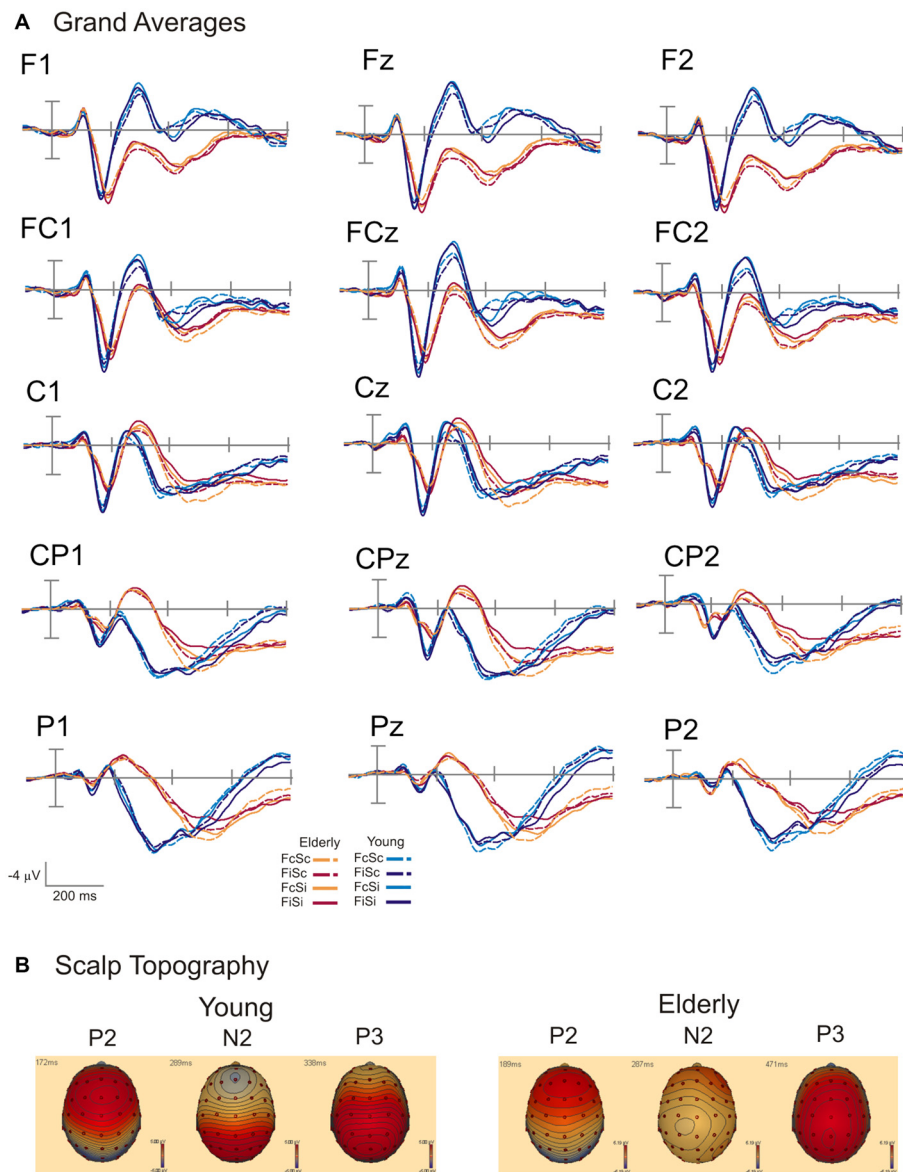 A Grand Averages
F1 Fz F2
FC1 FCz FC2
C1 Cz C2
CP1 CPz CP2
P1 Pz P2
Elderly Young
FcSc FcSc
FiSc FiSc
FcSi FcSi
FiSi FiSi
-4 µV
200 ms
B Scalp Topography
Young Elderly
P2 N2 P3 P2 N2 P3
172ms 289ms 338ms 189ms 287ms 471ms